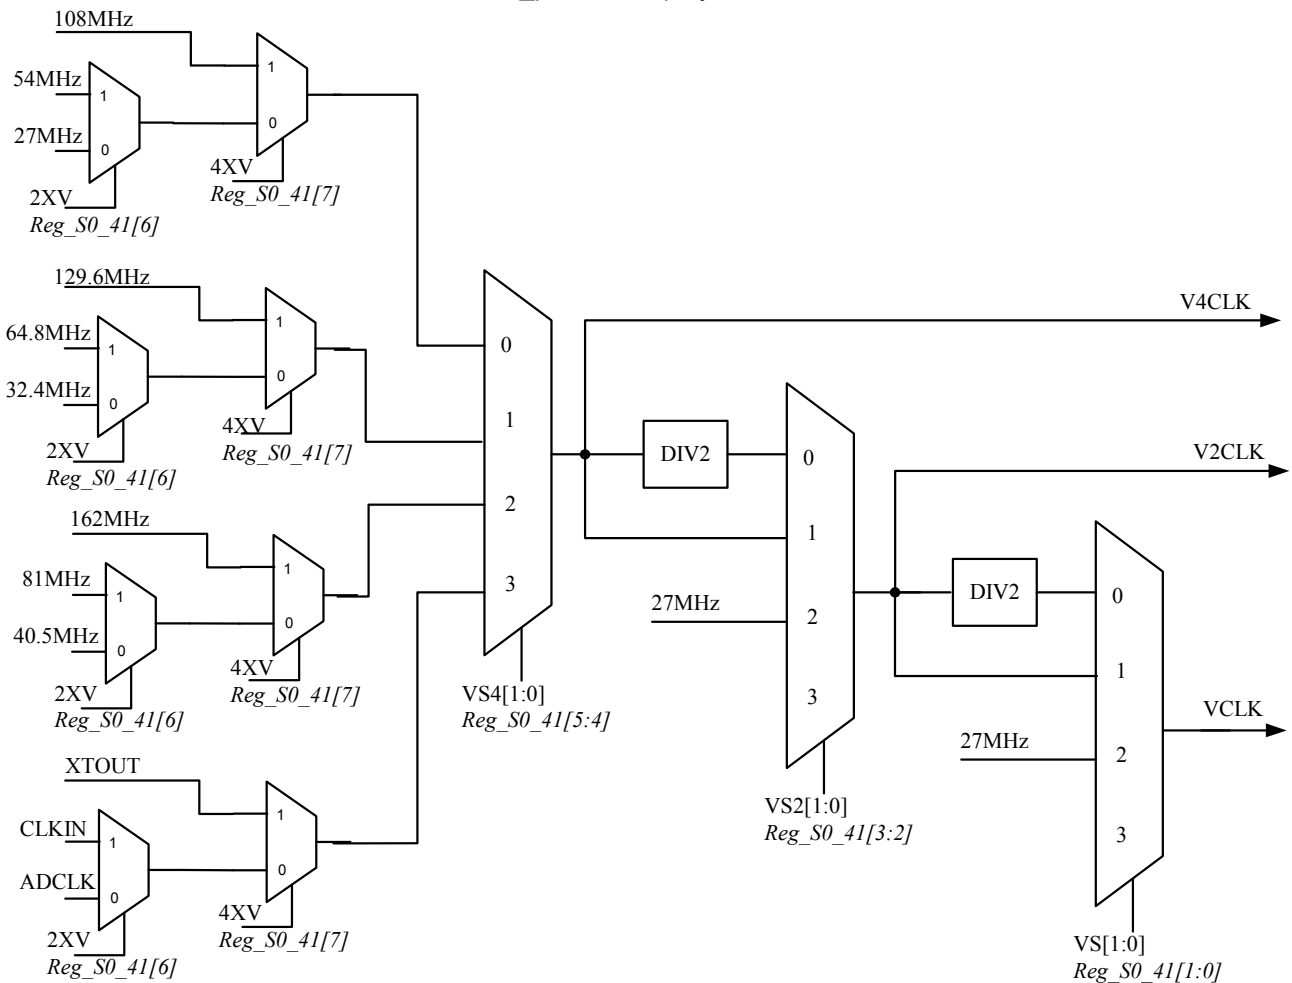 108MHz
54MHz
1
27MHz
0
2XV
Reg_S0_41[6]
1
0
4XV
Reg_S0_41[7]
129.6MHz
64.8MHz
1
32.4MHz
0
2XV
Reg_S0_41[6]
1
0
4XV
Reg_S0_41[7]
162MHz
81MHz
1
40.5MHz
0
2XV
Reg_S0_41[6]
1
0
4XV
Reg_S0_41[7]
XTOUT
CLKIN
1
ADCLK
0
2XV
Reg_S0_41[6]
1
0
4XV
Reg_S0_41[7]
0
1
2
3
VS4[1:0]
Reg_S0_41[5:4]
V4CLK
DIV2
27MHz
0
1
2
3
VS2[1:0]
Reg_S0_41[3:2]
V2CLK
DIV2
27MHz
0
1
2
3
VS[1:0]
Reg_S0_41[1:0]
VCLK